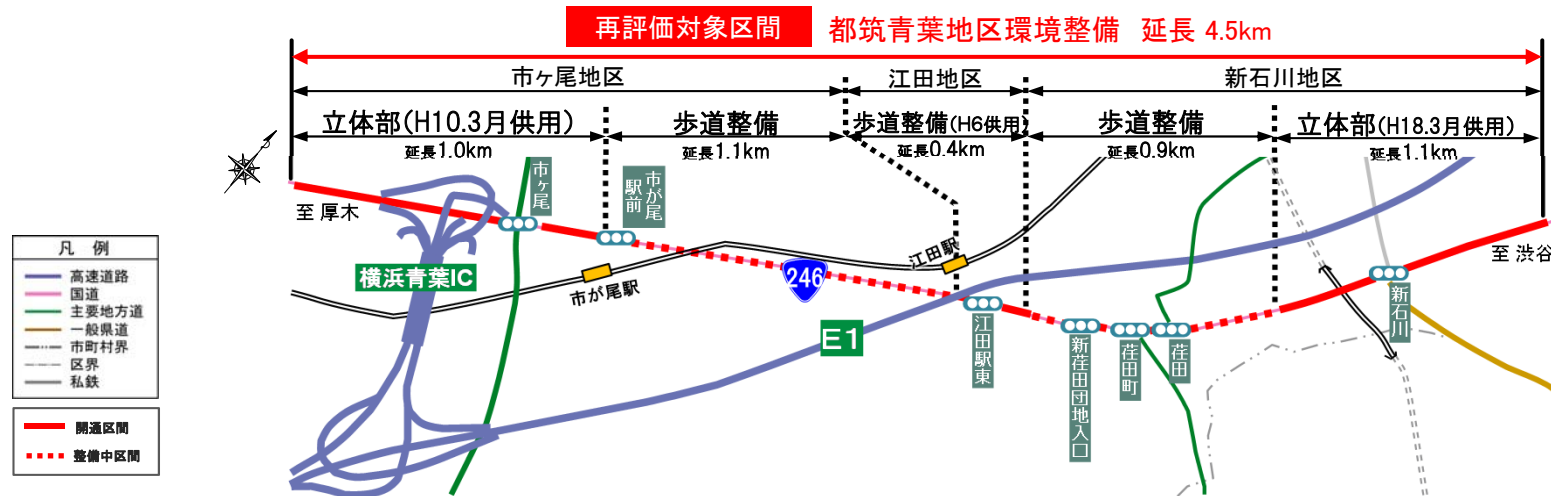 再評価対象区間 都筑青葉地区環境整備 延長 4.5km
市ヶ尾地区
江田地区
新石川地区
立体部(H10.3月供用)
延長1.0km
歩道整備
延長1.1km
歩道整備(H6供用)
延長0.4km
歩道整備
延長0.9km
立体部(H18.3月供用)
延長1.1km
至 厚木
市ヶ尾
市が尾
駅前
横浜青葉IC
市が尾駅
246
江田駅
E1
江田駅東
新荏田団地入口
荏田町
荏田
新石川
至 渋谷
凡 例
高速道路
国道
主要地方道
一般県道
市町村界
区界
私鉄
開通区間
整備中区間